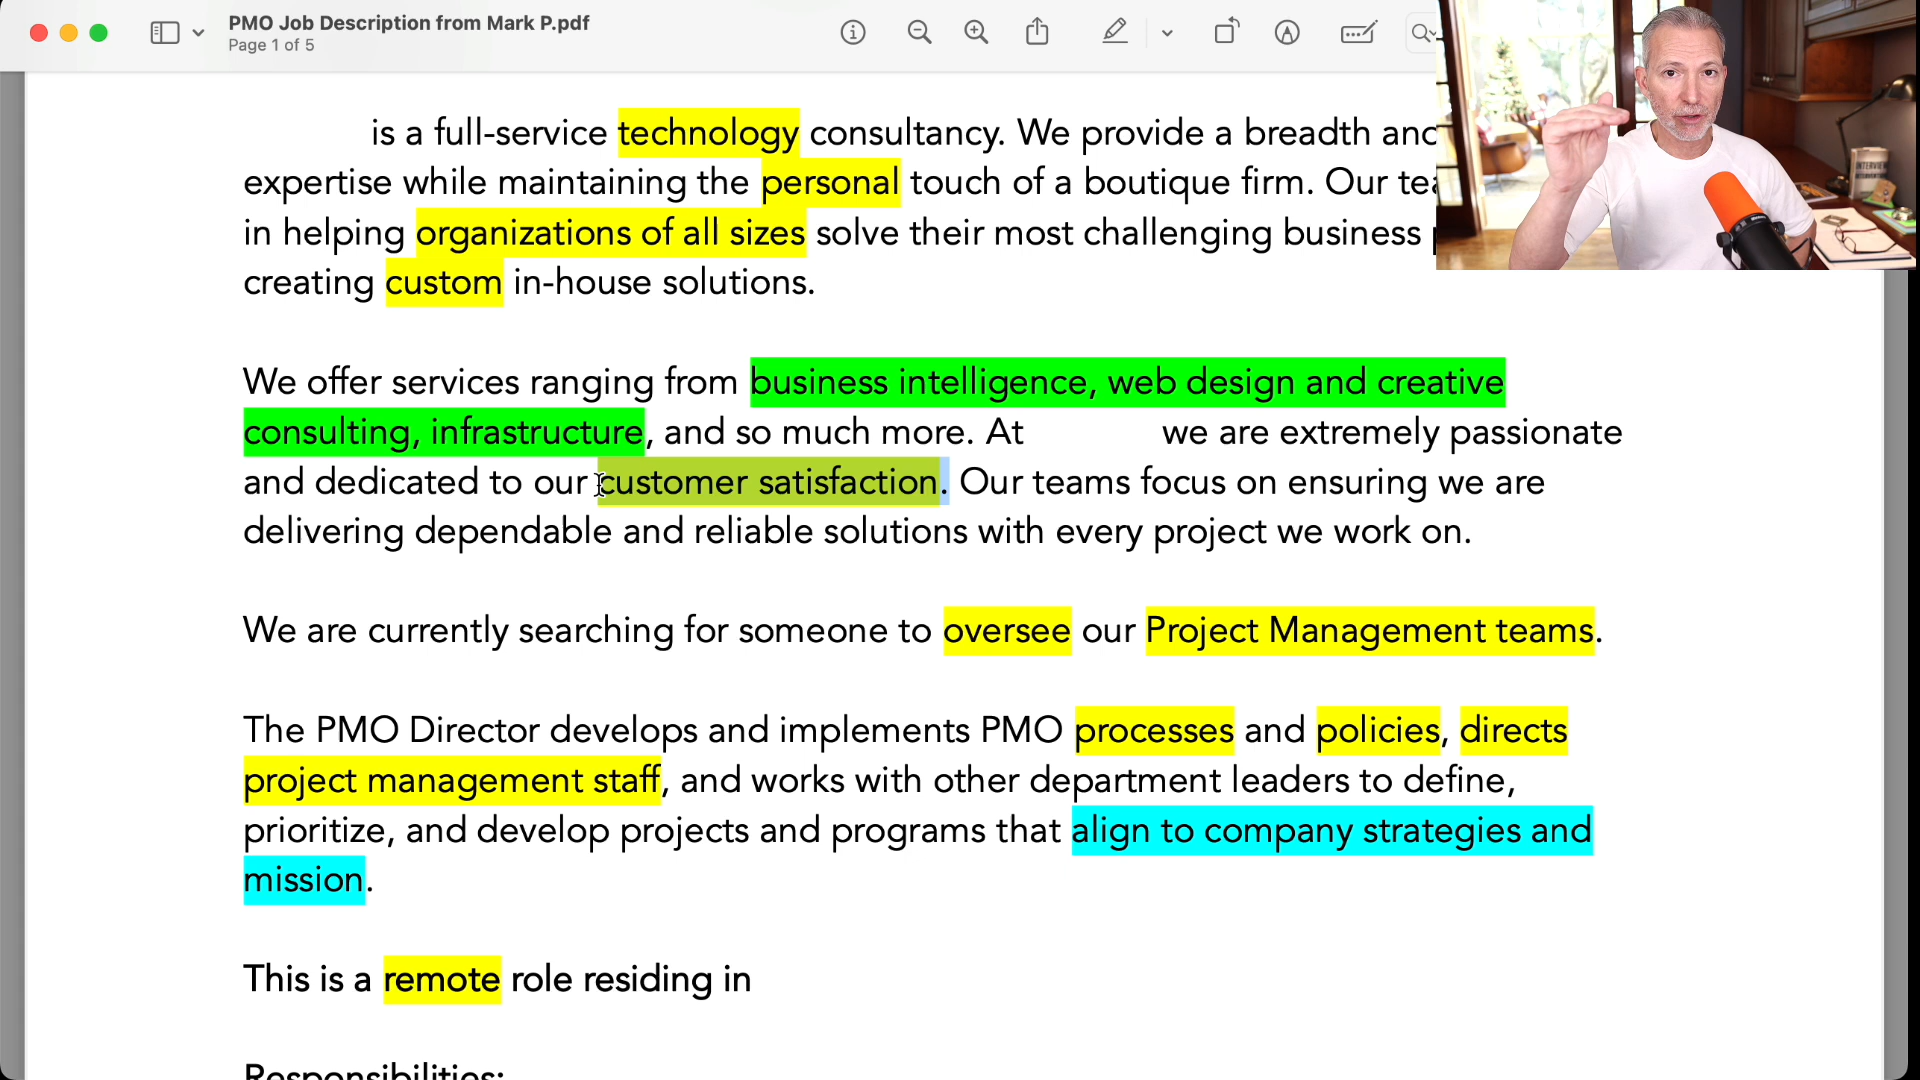 PMO Job Description from Mark P.pdf
Page 1 of 5
is a full-service technology consultancy. We provide a breadth and
expertise while maintaining the personal touch of a boutique firm. Our
in helping organizations of all sizes solve their most challenging business
creating custom in-house solutions.
We offer services ranging from business intelligence, web design and creative
consulting, infrastructure, and so much more. At we are extremely passionate
and dedicated to our customer satisfaction. Our teams focus on ensuring we are
delivering dependable and reliable solutions with every project we work on.
We are currently searching for someone to oversee our Project Management teams.
The PMO Director develops and implements PMO processes and policies, directs
project management staff, and works with other department leaders to define,
prioritize, and develop projects and programs that align to company strategies and
mission.
This is a remote role residing in
Responsibilities: